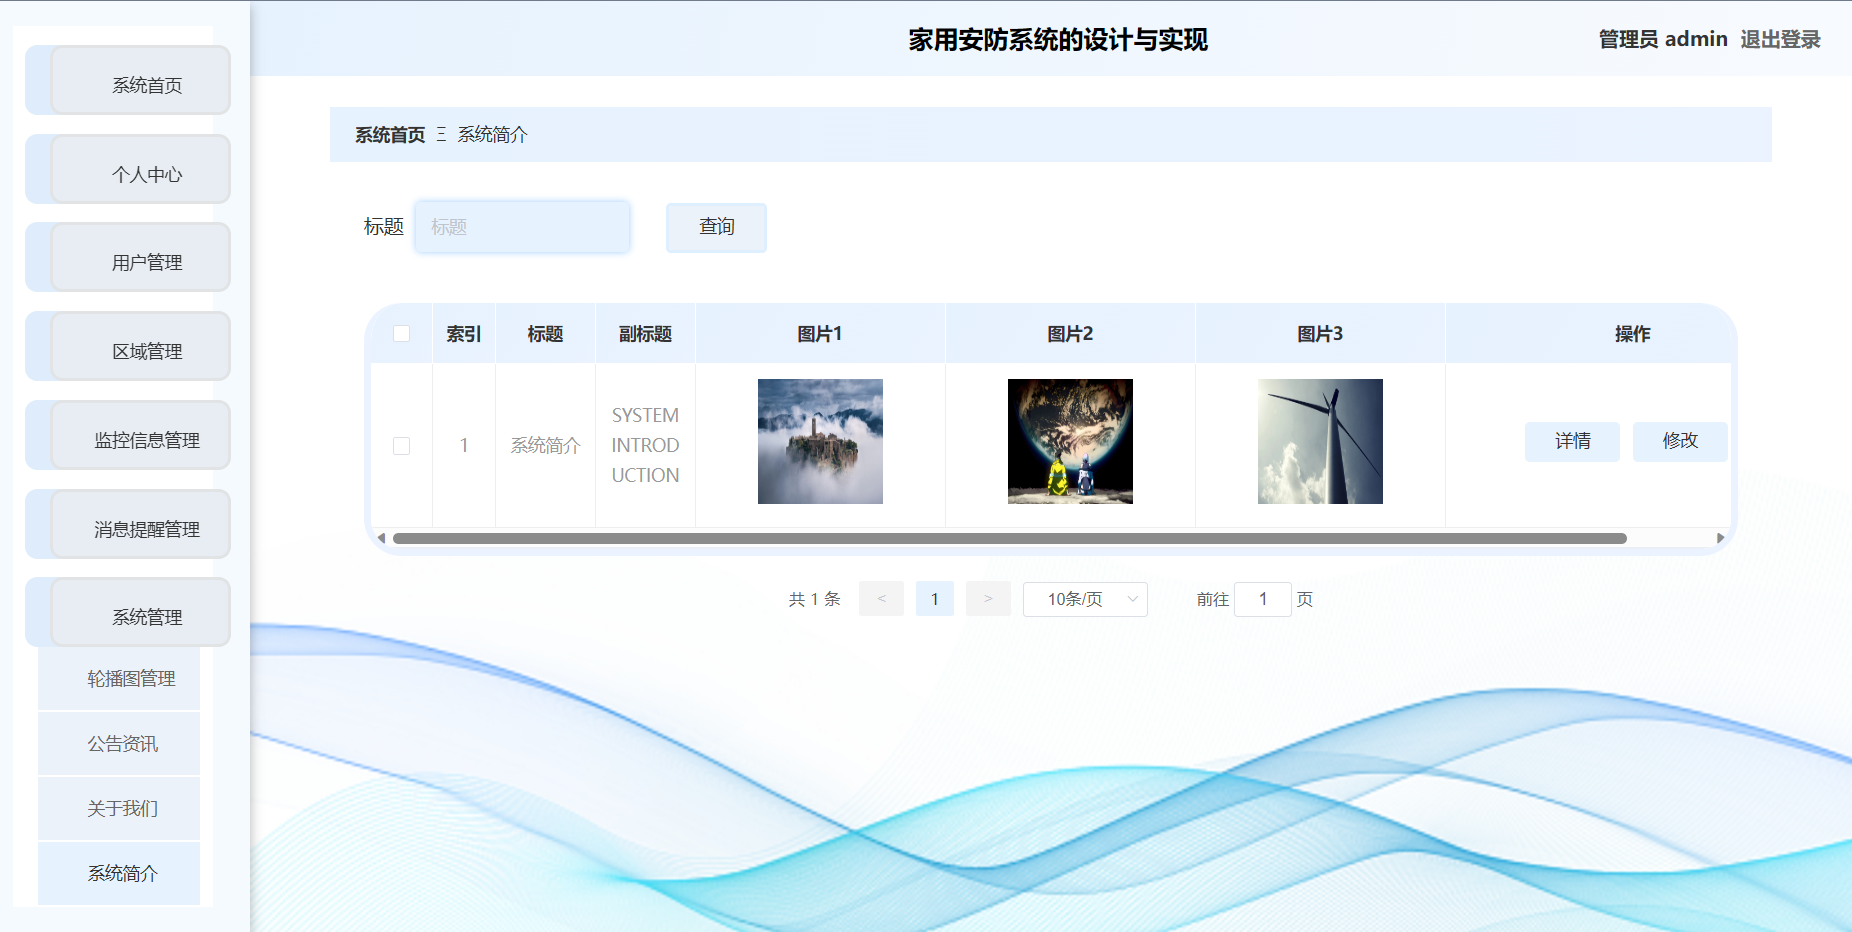 家用安防系统的设计与实现
管理员 admin 退出登录
系统首页
个人中心
用户管理
区域管理
监控信息管理
消息提醒管理
系统管理
轮播图管理
公告资讯
关于我们
系统简介
系统首页 Ξ 系统简介
标题 标题 查询
索引 标题 副标题 图片1 图片2 图片3 操作
1 系统简介 SYSTEM
INTROD
UCTION
详情 修改
共 1 条 < 1 > 10条/页 前往 1 页